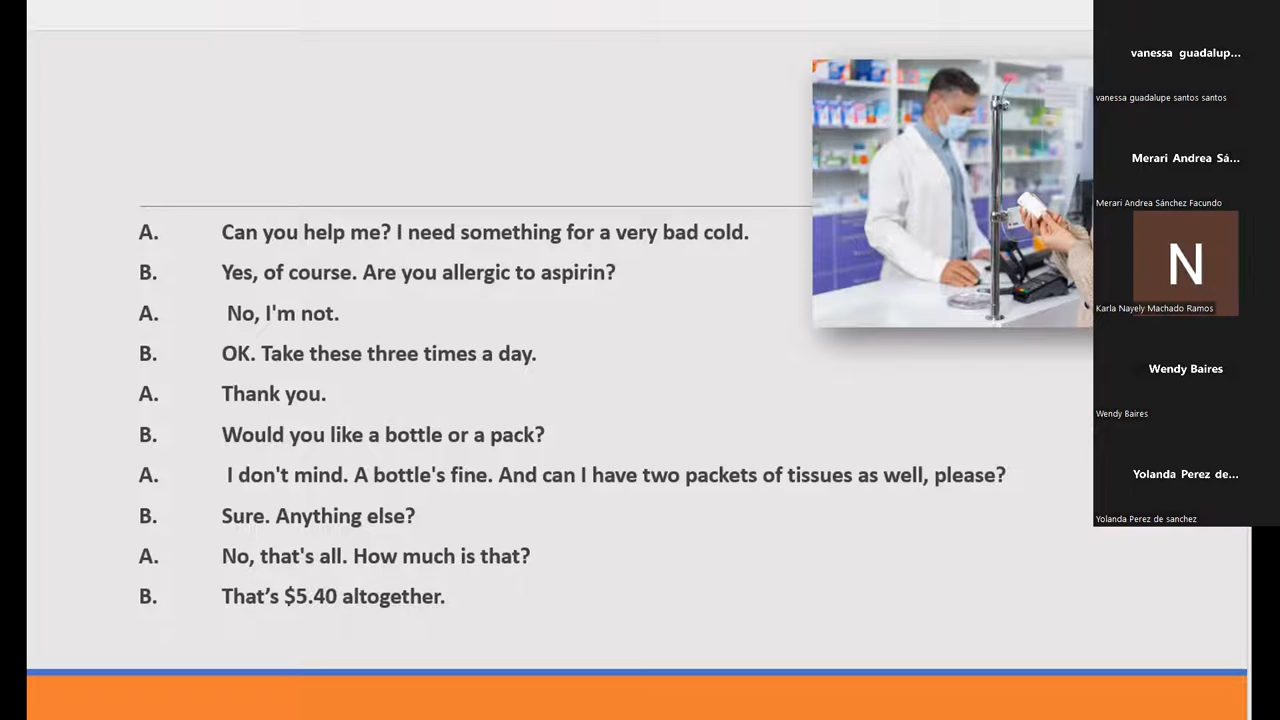 A. Can you help me? I need something for a very bad cold.
B. Yes, of course. Are you allergic to aspirin?
A. No, I'm not.
B. OK. Take these three times a day.
A. Thank you.
B. Would you like a bottle or a pack?
A. I don't mind. A bottle's fine. And can I have two packets of tissues as well, please?
B. Sure. Anything else?
A. No, that's all. How much is that?
B. That’s $5.40 altogether.
vanessa guadalup...
vanessa guadalupe santos santos
Merari Andrea Sá...
Merari Andrea Sánchez Facundo
N
Karla Nayely Machado Ramos
Wendy Baires
Wendy Baires
Yolanda Perez de...
Yolanda Perez de sanchez